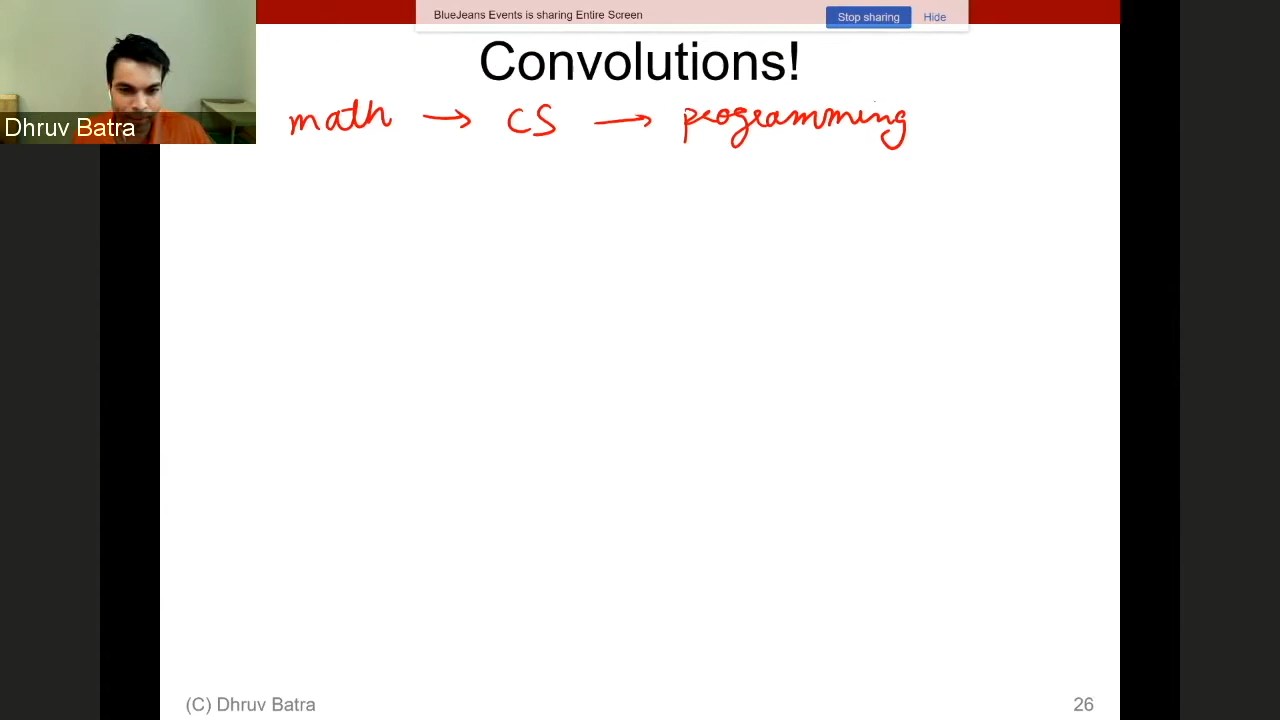 BlueJeans Events is sharing Entire Screen
Stop sharing
Hide
Convolutions!
math → CS → programming
Dhruv Batra
(C) Dhruv Batra
26